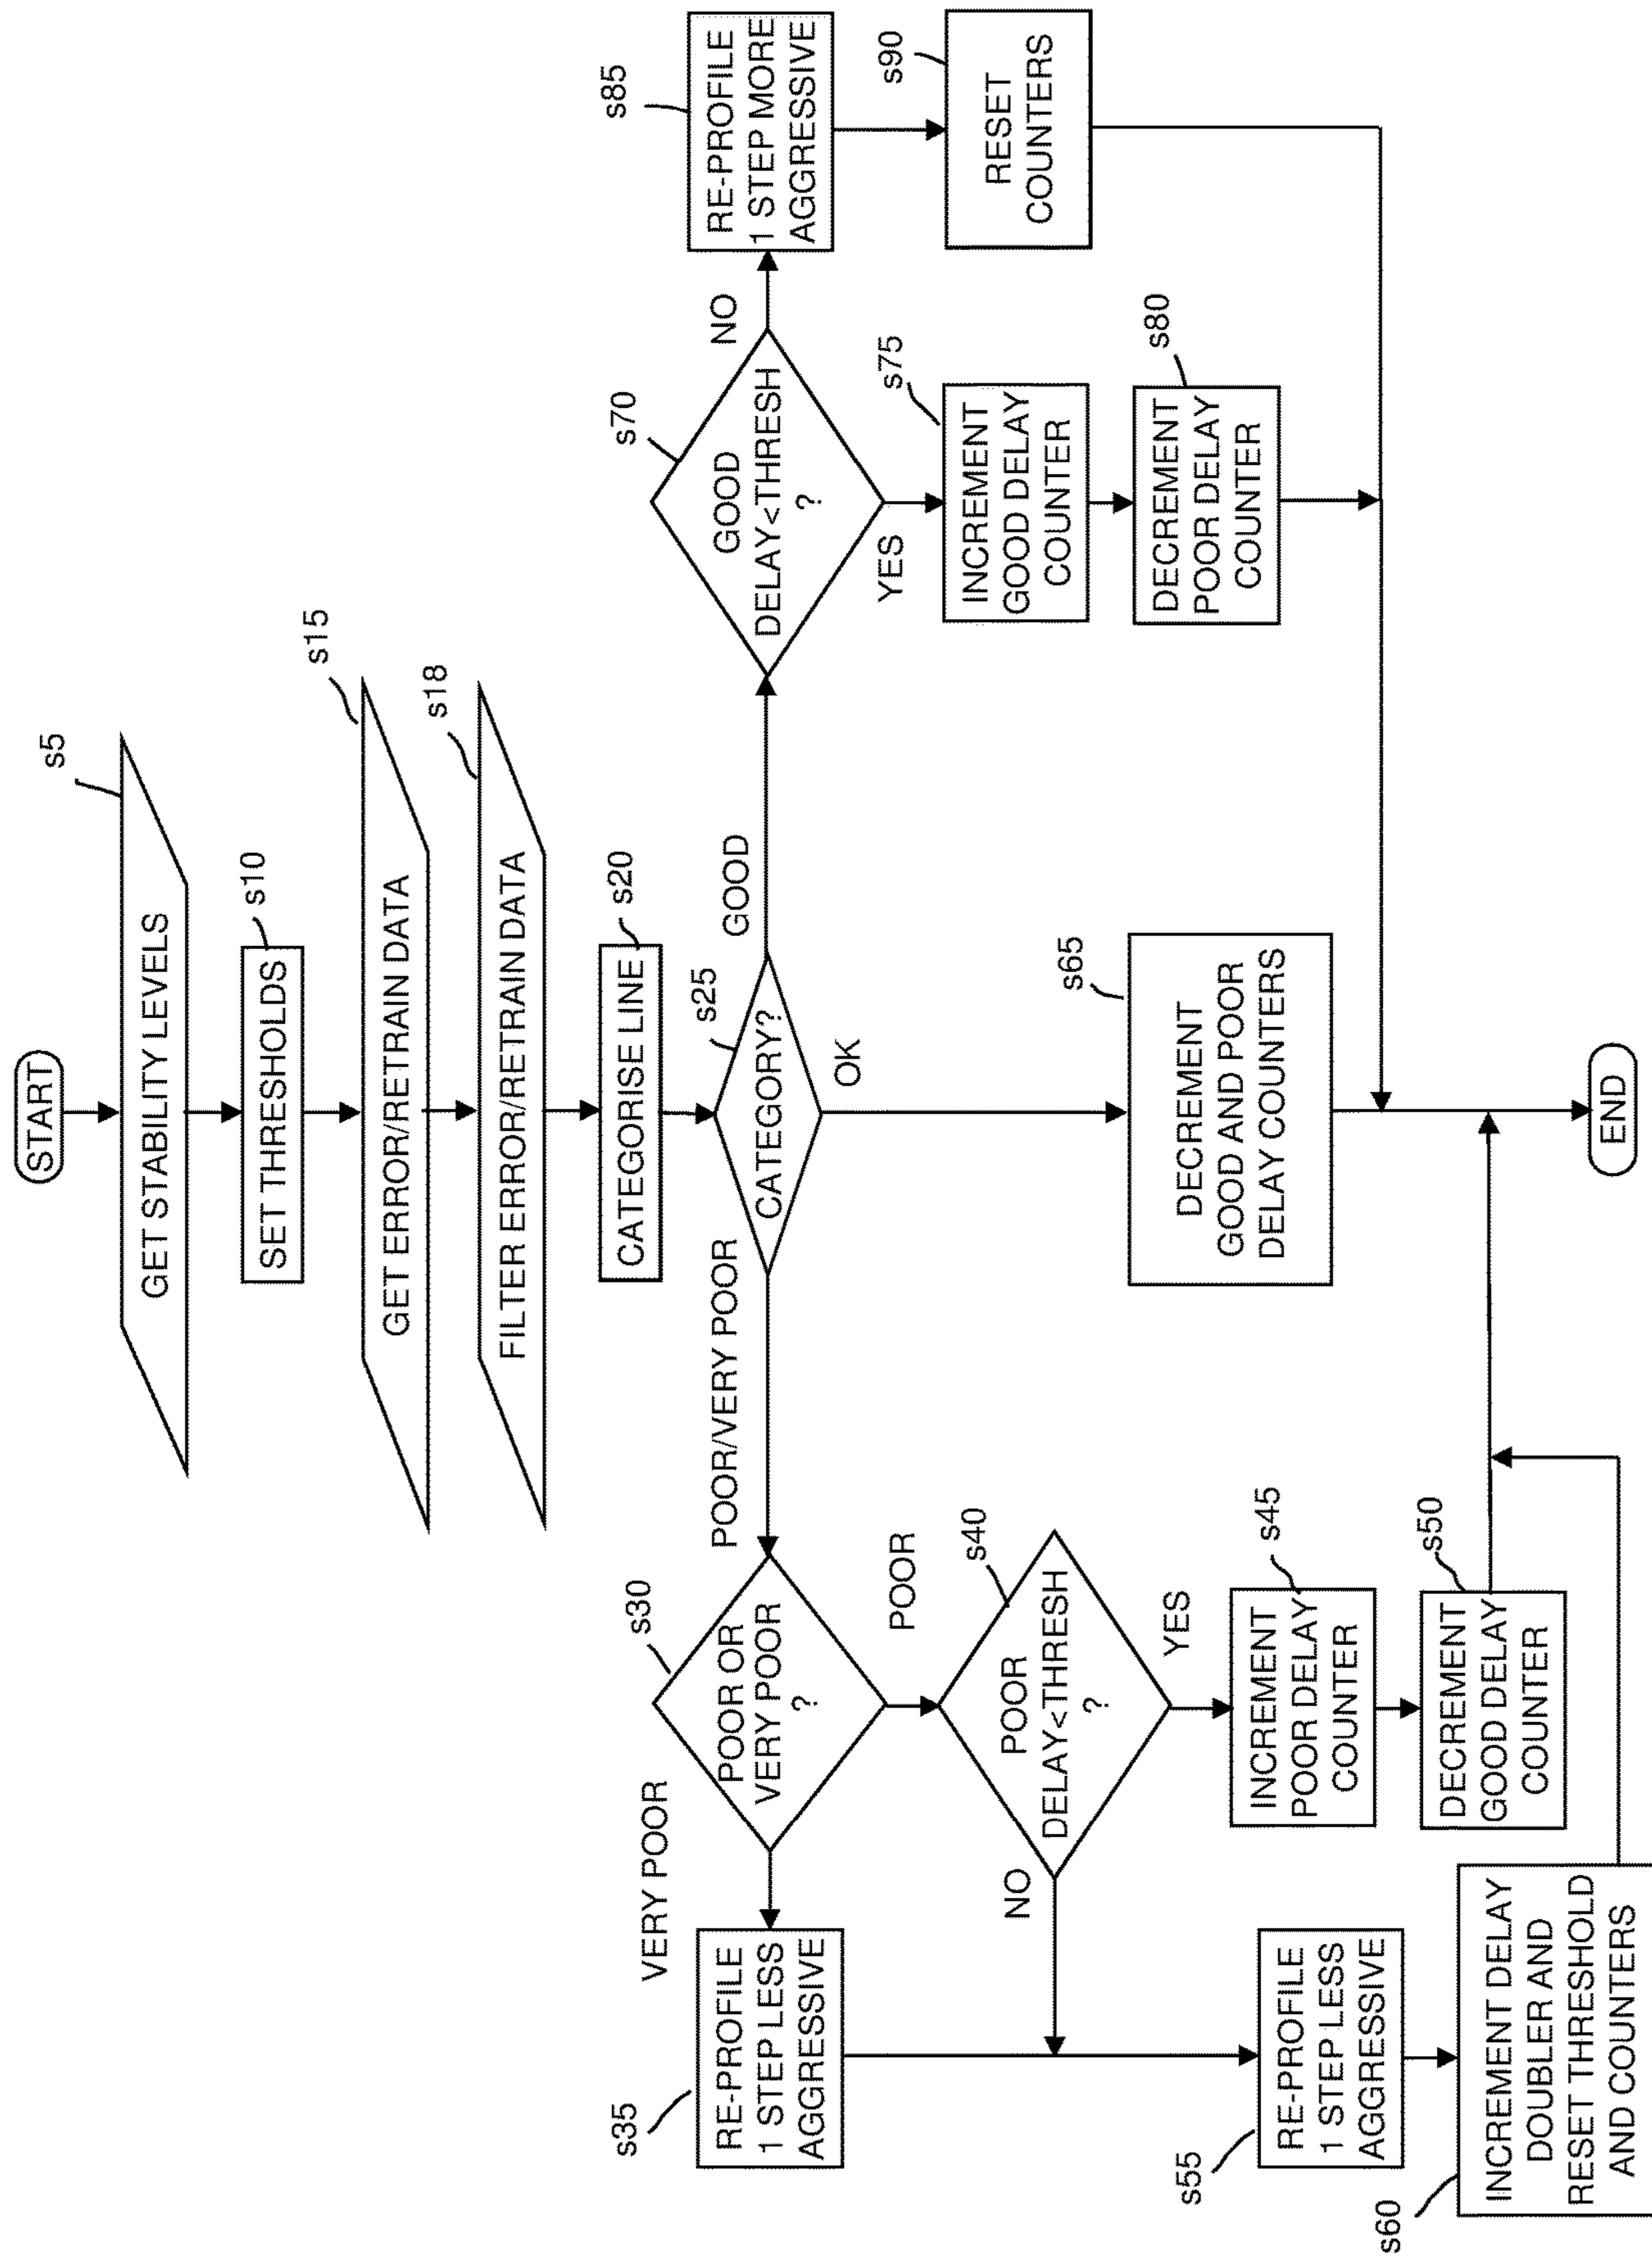 START
s5
GET STABILITY LEVELS
s10
SET THRESHOLDS
s15
GET ERROR/RETRAIN DATA
s18
FILTER ERROR/RETRAIN DATA
s20
CATEGORISE LINE
s25
CATEGORY?
POOR/VERY POOR
GOOD
OK
s30
POOR OR
VERY POOR
?
VERY POOR
POOR
s35
RE-PROFILE
1 STEP LESS
AGGRESSIVE
s40
POOR
DELAY<THRESH
?
NO
YES
s45
INCREMENT
POOR DELAY
COUNTER
s50
DECREMENT
GOOD DELAY
COUNTER
s55
RE-PROFILE
1 STEP LESS
AGGRESSIVE
s60
INCREMENT DELAY
DOUBLER AND
RESET THRESHOLD
AND COUNTERS
s65
DECREMENT
GOOD AND POOR
DELAY COUNTERS
s70
GOOD
DELAY<THRESH
?
NO
YES
s75
INCREMENT
GOOD DELAY
COUNTER
s80
DECREMENT
POOR DELAY
COUNTER
s85
RE-PROFILE
1 STEP MORE
AGGRESSIVE
s90
RESET
COUNTERS
END